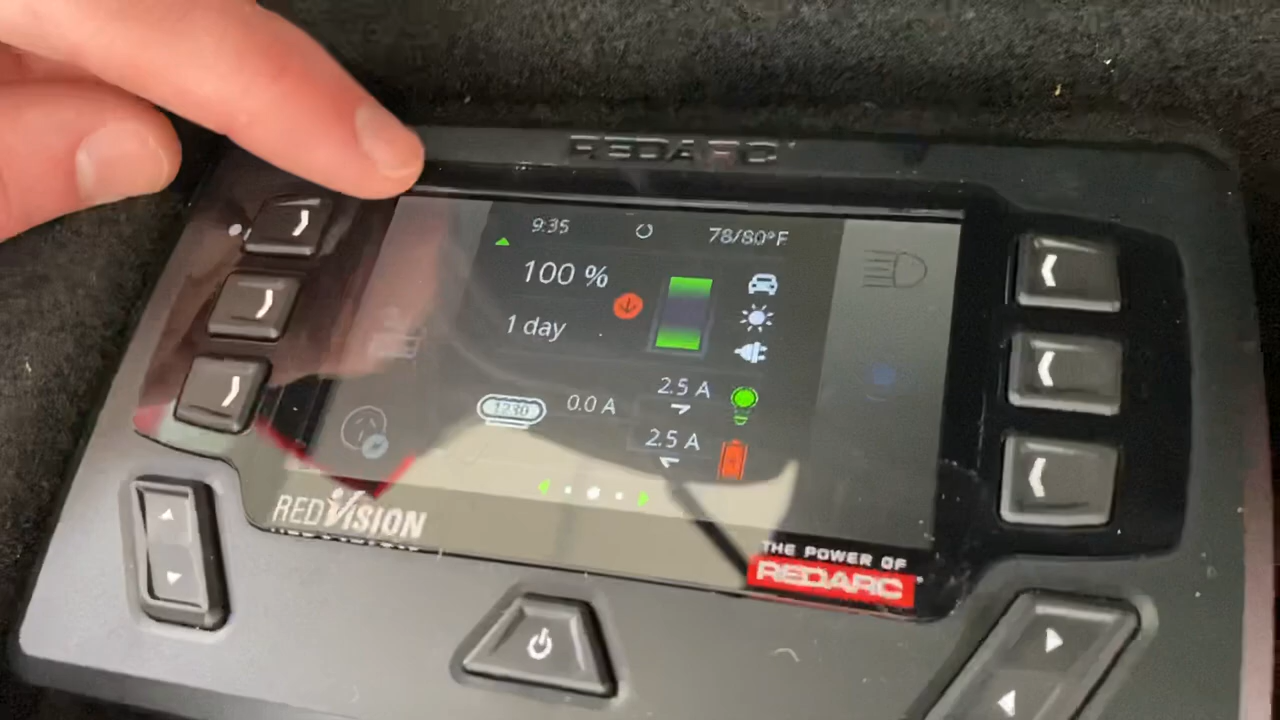 REDARC
9:35
78/80°F
100 %
1 day
2.5 A
1230
0.0 A
2.5 A
REDVISION
THE POWER OF
REDARC